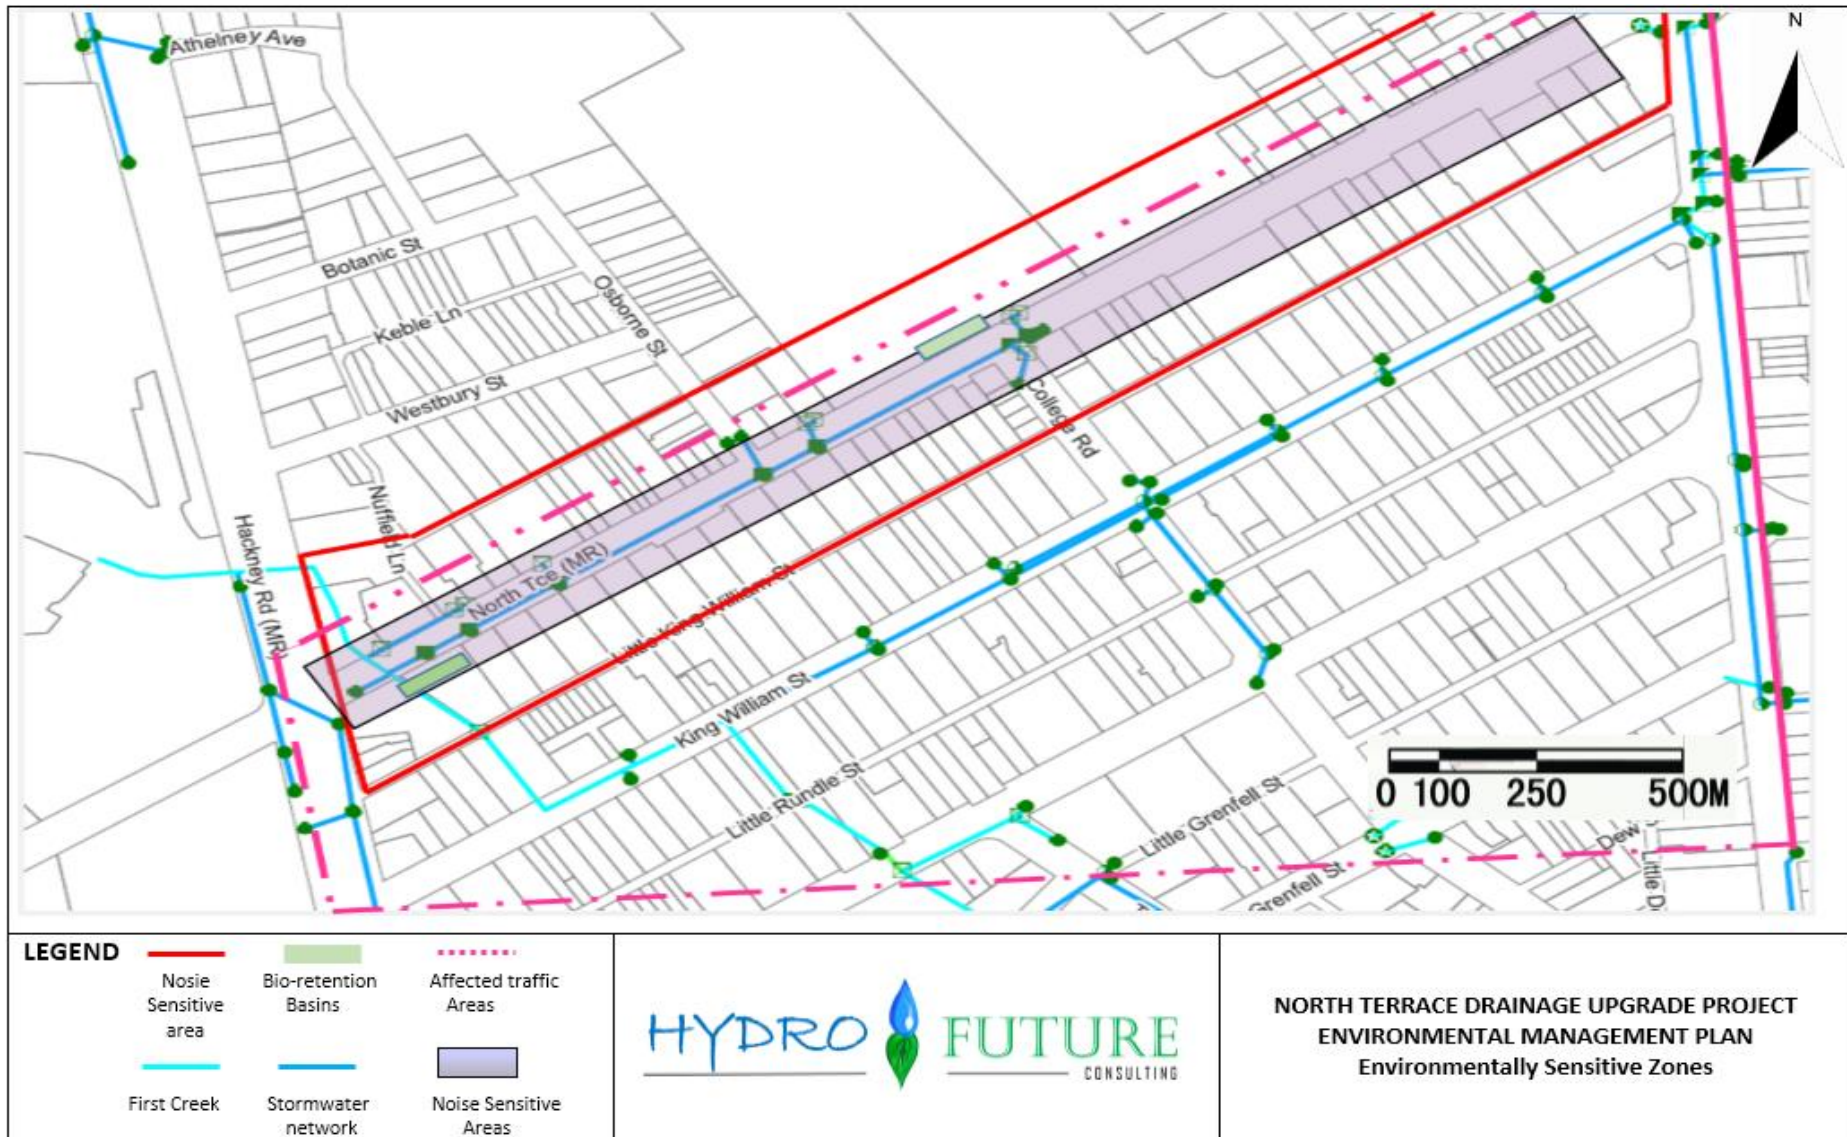 N
Athelney Ave
Botanic St
Keble Ln
Osborne St
Westbury St
Nuffield Ln
Hackney Rd (MR)
North Tce (MR)
College Rd
Little King William St
King William St
Little Rundle St
Little Grenfell St
Grenfell St
Dew
Little D
0 100 250 500M
LEGEND
Nosie
Sensitive
area
Bio-retention
Basins
Affected traffic
Areas
First Creek
Stormwater
network
Noise Sensitive
Areas
HYDRO FUTURE
CONSULTING
NORTH TERRACE DRAINAGE UPGRADE PROJECT
ENVIRONMENTAL MANAGEMENT PLAN
Environmentally Sensitive Zones